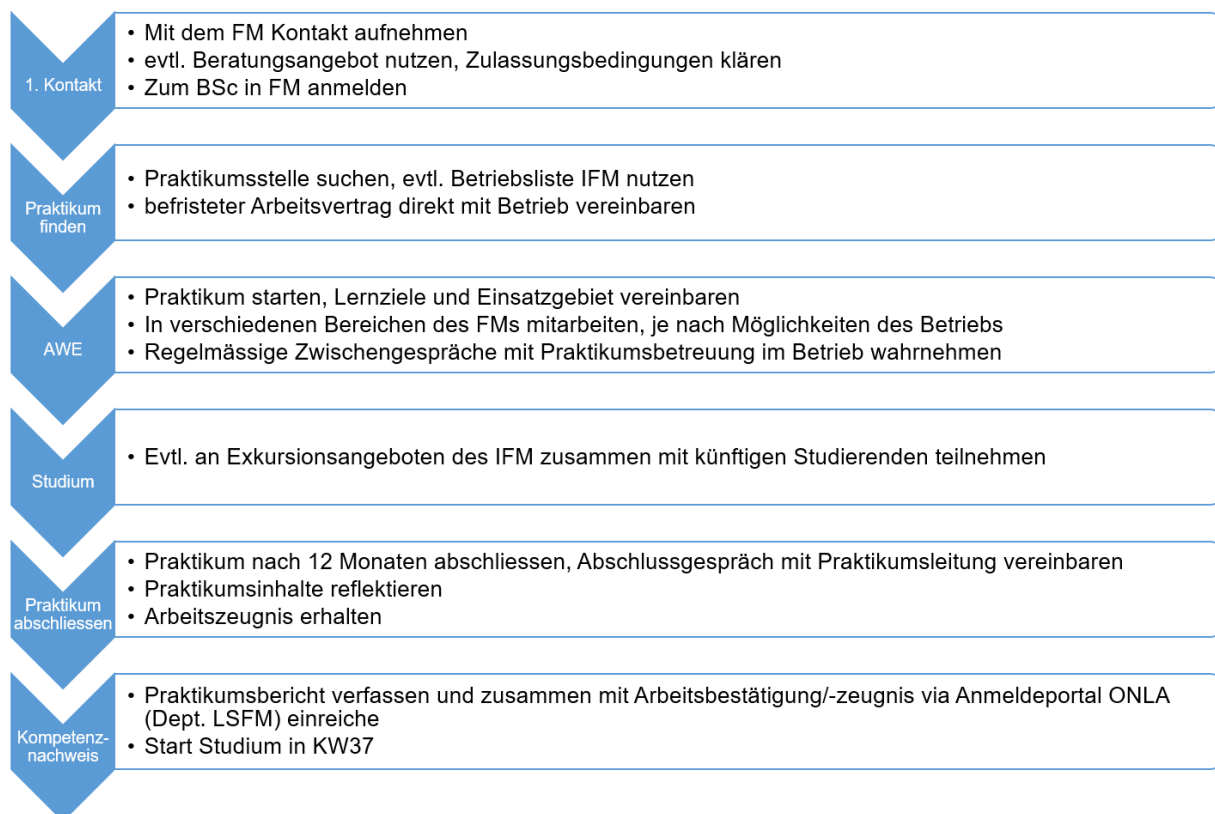 1. Kontakt
• Mit dem FM Kontakt aufnehmen
• evtl. Beratungsangebot nutzen, Zulassungsbedingungen klären
• Zum BSc in FM anmelden
Praktikum
finden
• Praktikumsstelle suchen, evtl. Betriebsliste IFM nutzen
• befristeter Arbeitsvertrag direkt mit Betrieb vereinbaren
AWE
• Praktikum starten, Lernziele und Einsatzgebiet vereinbaren
• In verschiedenen Bereichen des FMs mitarbeiten, je nach Möglichkeiten des Betriebs
• Regelmässige Zwischengespräche mit Praktikumsbetreuung im Betrieb wahrnehmen
Studium
• Evtl. an Exkursionsangeboten des IFM zusammen mit künftigen Studierenden teilnehmen
Praktikum
abschliessen
• Praktikum nach 12 Monaten abschliessen, Abschlussgespräch mit Praktikumsleitung vereinbaren
• Praktikumsinhalte reflektieren
• Arbeitszeugnis erhalten
Kompetenz-
nachweis
• Praktikumsbericht verfassen und zusammen mit Arbeitsbestätigung/-zeugnis via Anmeldeportal ONLA
(Dept. LSFM) einreiche
• Start Studium in KW37